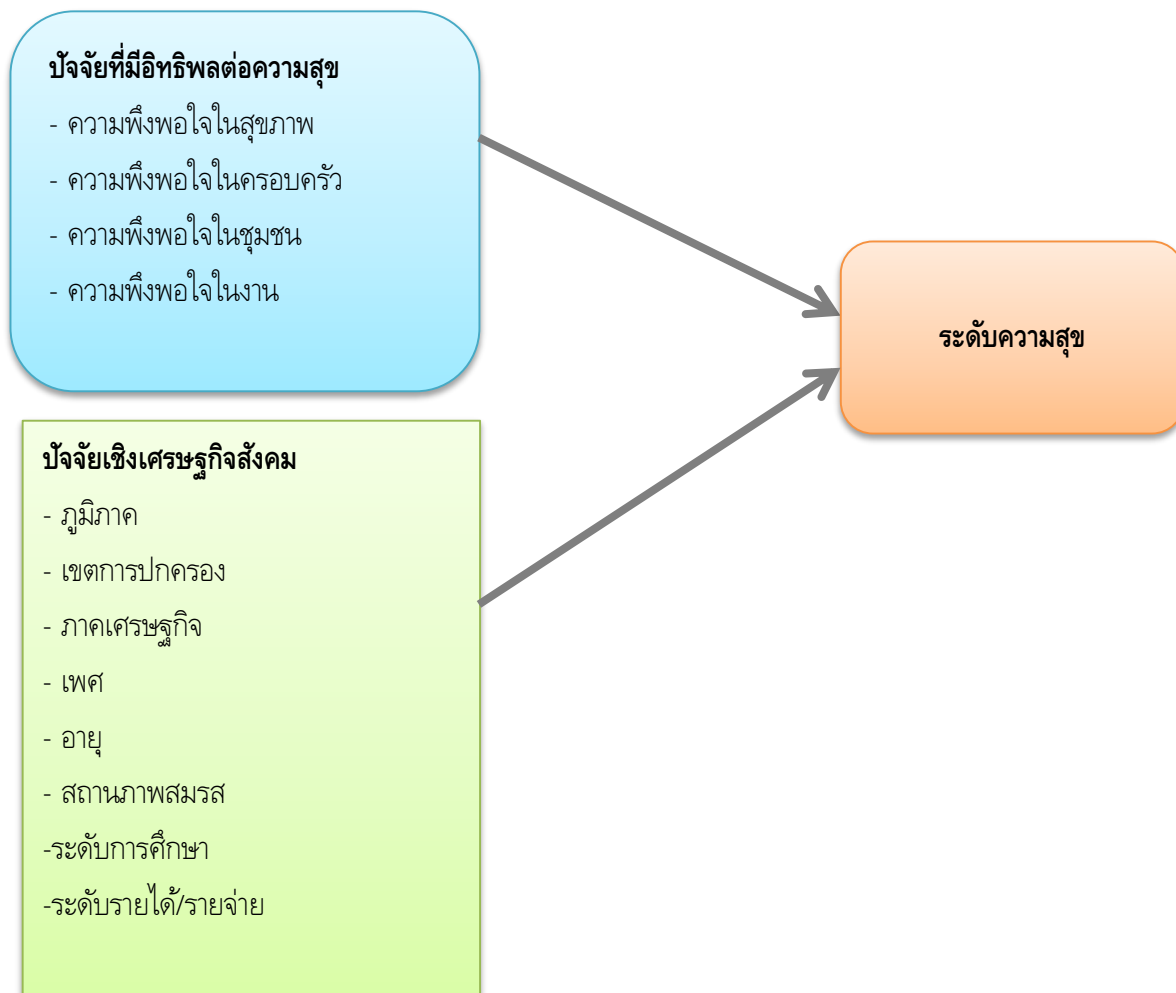 ปัจจัยที่มีอิทธิพลต่อความสุข
- ความพึงพอใจในสุขภาพ
- ความพึงพอใจในครอบครัว
- ความพึงพอใจในชุมชน
- ความพึงพอใจในงาน
ระดับความสุข
ปัจจัยเชิงเศรษฐกิจสังคม
- ภูมิภาค
- เขตการปกครอง
- ภาคเศรษฐกิจ
- เพศ
- อายุ
- สถานภาพสมรส
-ระดับการศึกษา
-ระดับรายได้/รายจ่าย